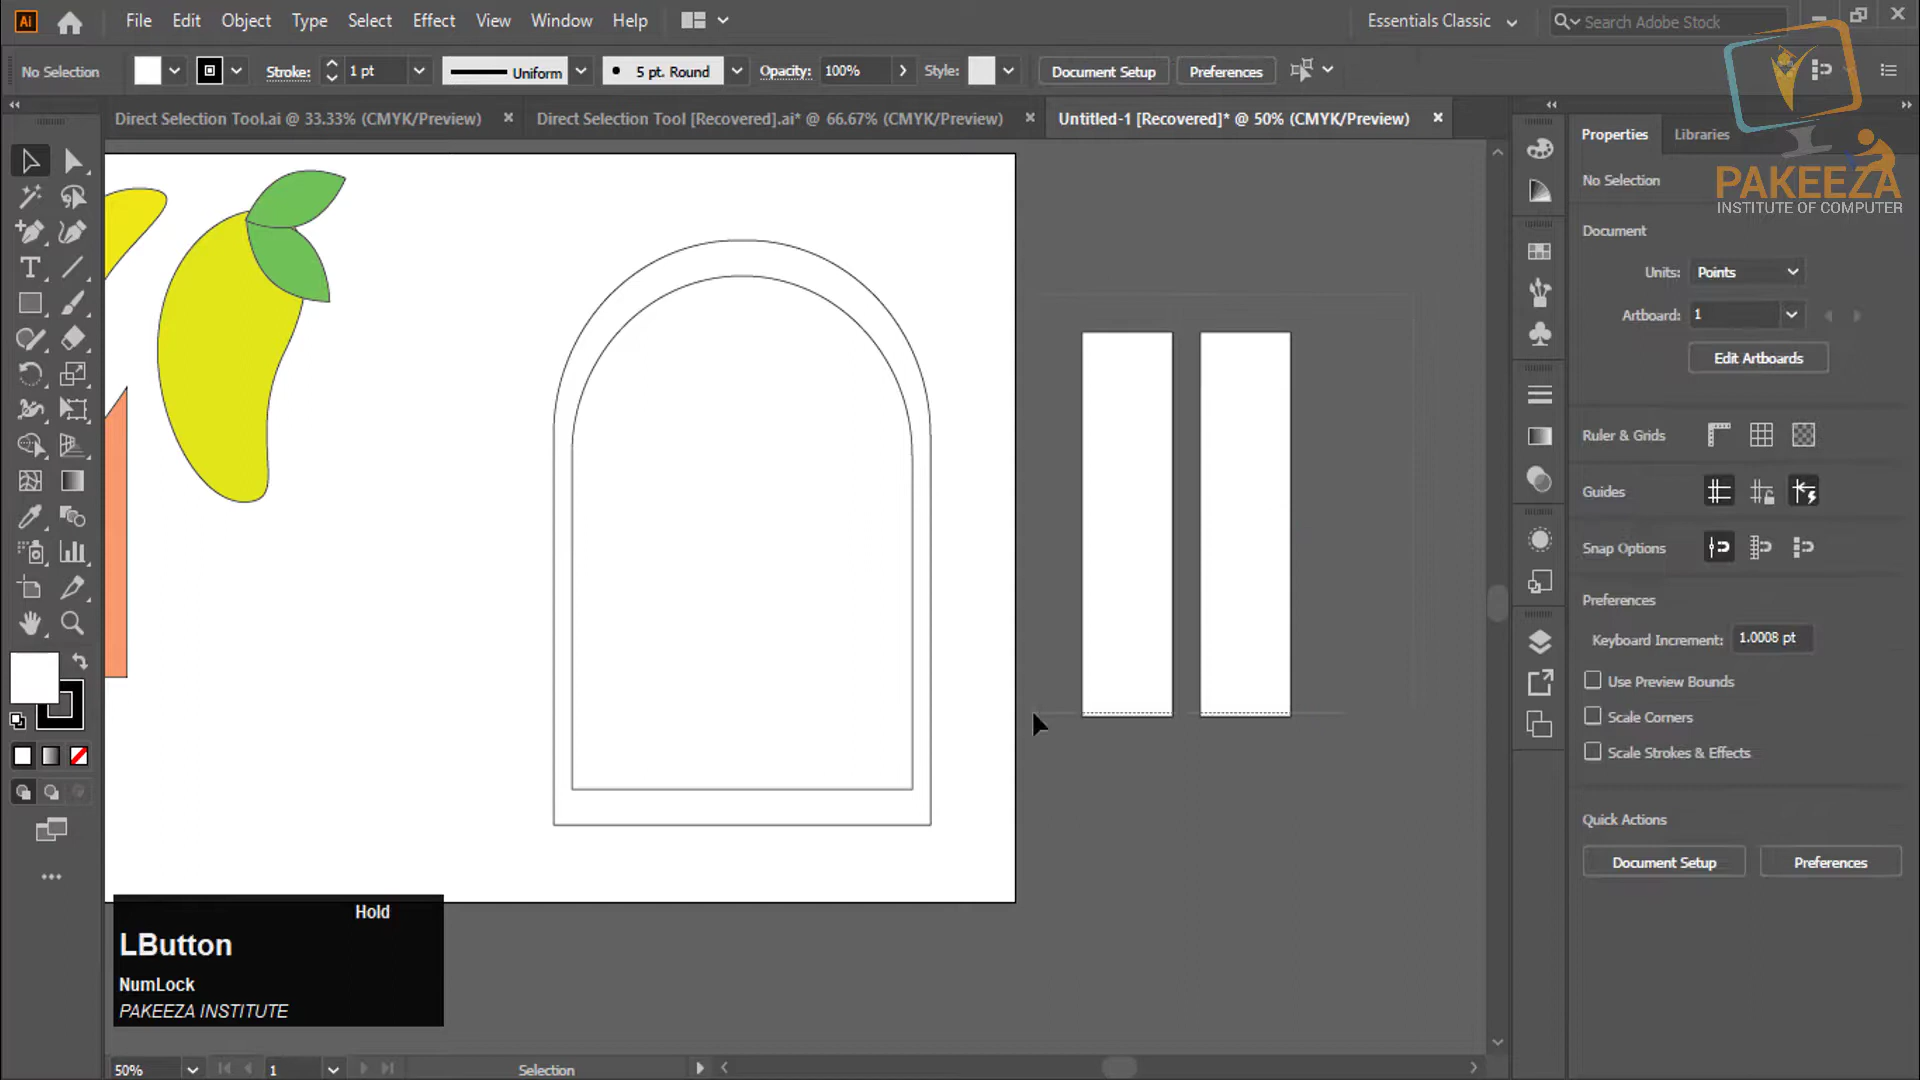 Ai File Edit Object Type Select Effect View Window Help Essentials Classic Search Adobe Stock
No Selection Stroke: 1 pt Uniform 5 pt. Round Opacity: 100% Style: Document Setup Preferences
Direct Selection Tool.ai @ 33.33% (CMYK/Preview) Direct Selection Tool [Recovered].ai* @ 66.67% (CMYK/Preview) Untitled-1 [Recovered]* @ 50% (CMYK/Preview)
Properties Libraries
No Selection
PAKEEZA
INSTITUTE OF COMPUTER
Document
Units: Points
Artboard: 1
Edit Artboards
Ruler & Grids
Guides
Snap Options
Preferences
Keyboard Increment: 1.0008 pt
Use Preview Bounds
Scale Corners
Scale Strokes & Effects
Quick Actions
Document Setup Preferences
Hold
LButton
NumLock
PAKEEZA INSTITUTE
50% 1 Selection